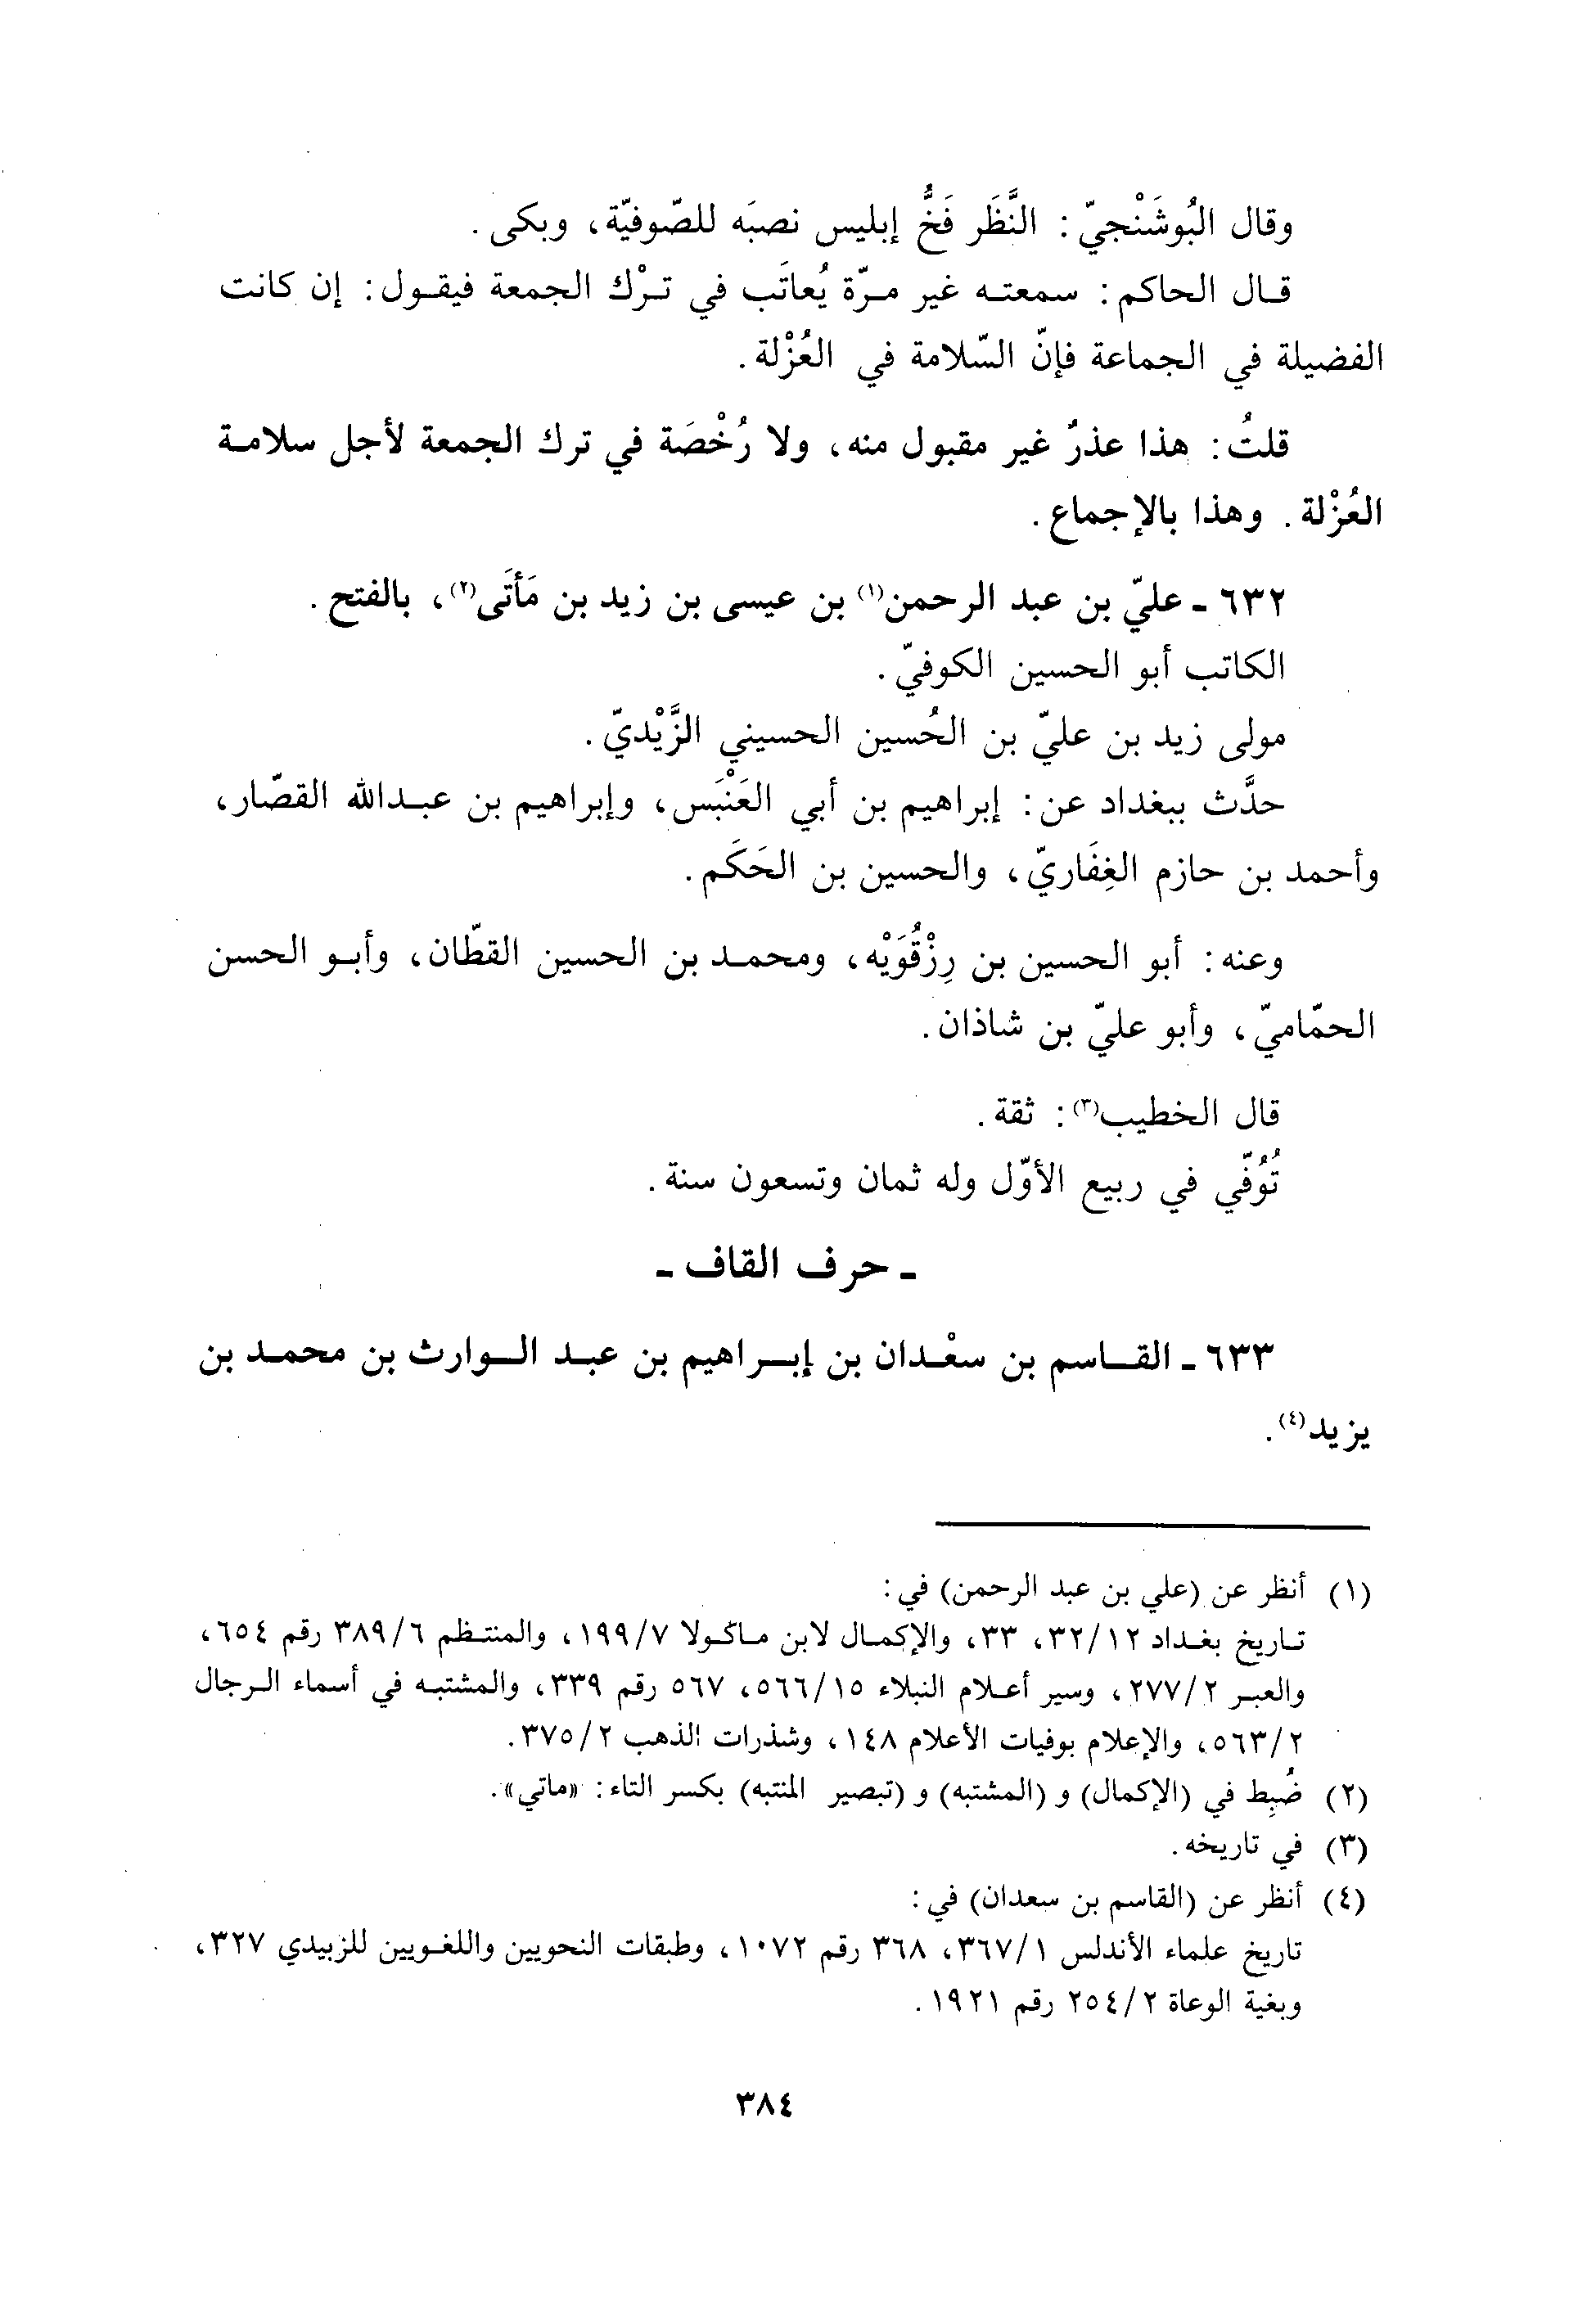 وقال البُوشَنْجيّ: النَّظَر فَخُّ إبليس نصبَه للصّوفيّة، وبكى.
قال الحاكم: سمعته غير مرّة يُعاتَب في ترْك الجمعة فيقول: إن كانت
الفضيلة في الجماعة فإنّ السّلامة في العُزْلة.
قلتُ: هذا عذرٌ غير مقبول منه، ولا رُخْصَة في ترك الجمعة لأجل سلامة
العُزْلة. وهذا بالإجماع.
٦٣٢ - عليّ بن عبد الرحمن(١) بن عيسى بن زيد بن مَأتَى(٢)، بالفتح.
الكاتب أبو الحسين الكوفيّ.
مولى زيد بن عليّ بن الحُسين الحسيني الزَّيْديّ.
حدَّث ببغداد عن: إبراهيم بن أبي العَنْبَس، وإبراهيم بن عبدالله القصّار،
وأحمد بن حازم الغِفَاريّ، والحسين بن الحَكَم.
وعنه: أبو الحسين بن رِزْقُوَيْه، ومحمد بن الحسين القطّان، وأبو الحسن
الحمّاميّ، وأبو عليّ بن شاذان.
قال الخطيب(٣): ثقة.
تُوُفّي في ربيع الأوّل وله ثمان وتسعون سنة.
- حرف القاف -
٦٣٣ - القاسم بن سعْدان بن إبراهيم بن عبد الوارث بن محمد بن
يزيد(٤).
(١) أنظر عن (علي بن عبد الرحمن) في:
تاريخ بغداد ١٢/ ٣٢، ٣٣، والإكمال لابن ماكولا ٧/ ١٩٩، والمنتظم ٦/ ٣٨٩ رقم ٦٥٤،
والعبر ٢/ ٢٧٧، وسير أعلام النبلاء ١٥/ ٥٦٦، ٥٦٧ رقم ٣٣٩، والمشتبه في أسماء الرجال
٢/ ٥٦٣، والإعلام بوفيات الأعلام ١٤٨، وشذرات الذهب ٢/ ٣٧٥.
(٢) ضُبِط في (الإكمال) و (المشتبه) و (تبصير المنتبه) بكسر التاء: «ماتي».
(٣) في تاريخه.
(٤) أنظر عن (القاسم بن سعدان) في:
تاريخ علماء الأندلس ١/ ٣٦٧، ٣٦٨ رقم ١٠٧٢، وطبقات النحويين واللغويين للزبيدي ٣٢٧،
وبغية الوعاة ٢/ ٢٥٤ رقم ١٩٢١.
٣٨٤